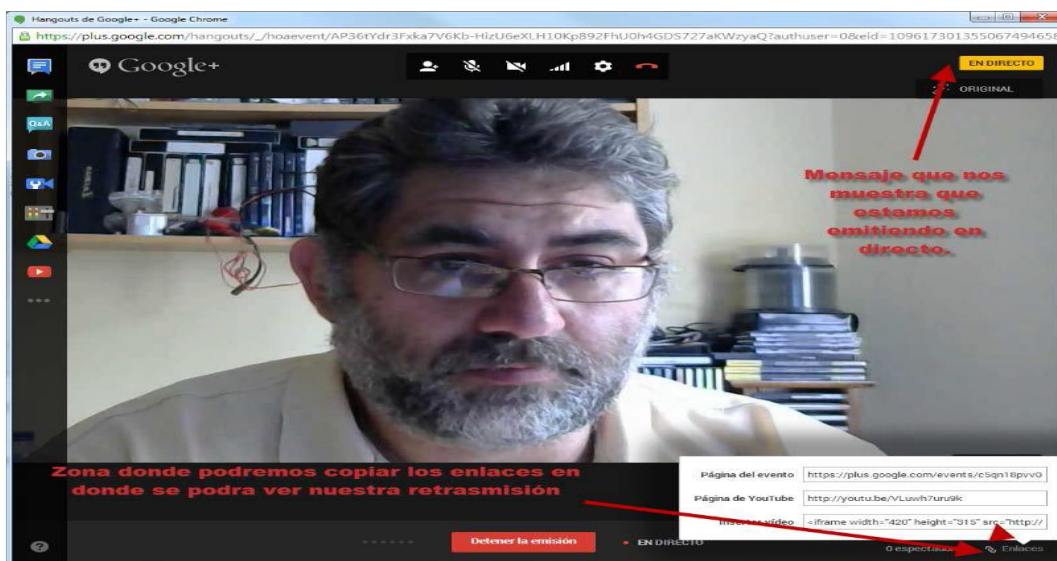 Hangouts de Google+ - Google Chrome
https://plus.google.com/hangouts/_/hoaevent/AP36tYdr3Fxka7V6Kb-HizU6eXLH10Kp892FhU0h4GDS727aKWzyaQ?authuser=0&eid=109617301355067494658
Google+
EN DIRECTO
ORIGINAL
Q&A
Mensaje que nos
muestra que
estamos
emitiendo en
directo.
Zona donde podremos copiar los enlaces en
donde se podra ver nuestra retrasmisión
Página del evento https://plus.google.com/events/c5qn18pvv0
Página de YouTube http://youtu.be/VLuwh7uru9k
Insertar vídeo <iframe width="420" height="315" src="http://
Detener la emisión
EN DIRECTO
0 espectadores
Enlaces